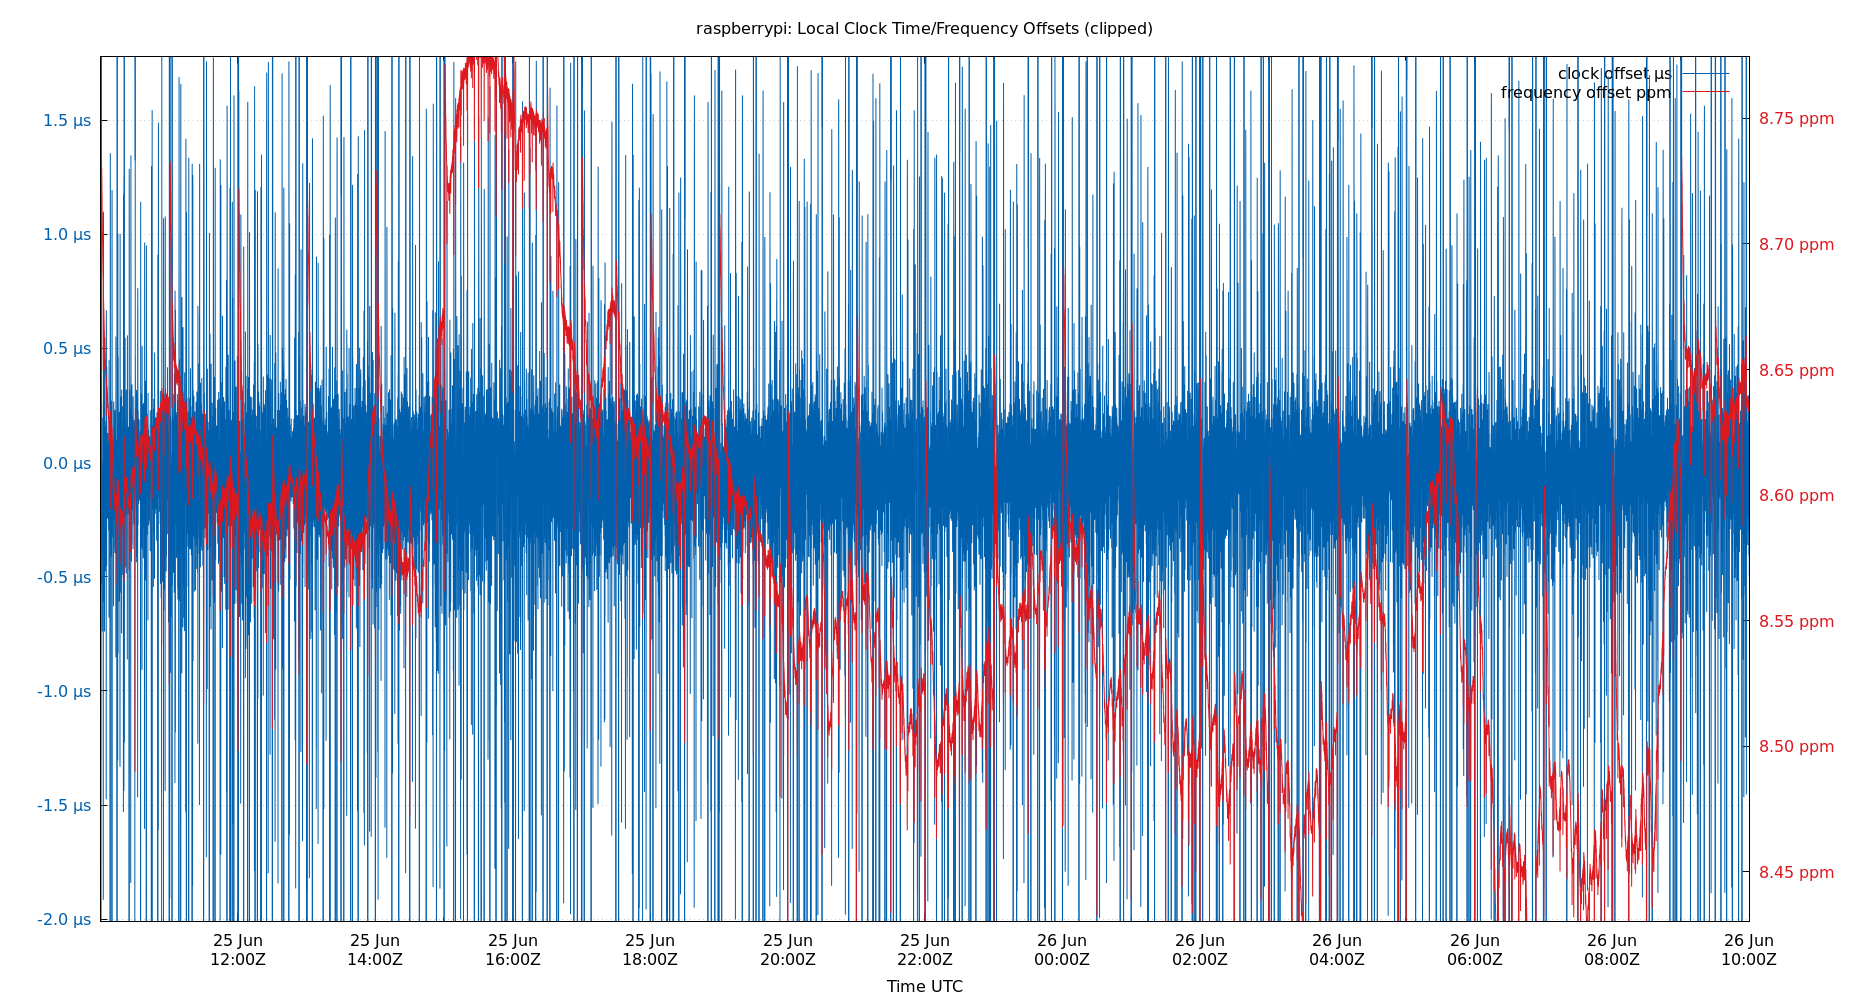 raspberrypi: Local Clock Time/Frequency Offsets (clipped)
clock offset µs
frequency offset ppm
1.5 µs
1.0 µs
0.5 µs
0.0 µs
-0.5 µs
-1.0 µs
-1.5 µs
-2.0 µs
8.75 ppm
8.70 ppm
8.65 ppm
8.60 ppm
8.55 ppm
8.50 ppm
8.45 ppm
25 Jun 25 Jun 25 Jun 25 Jun 25 Jun 25 Jun 26 Jun 26 Jun 26 Jun 26 Jun 26 Jun 26 Jun
12:00Z 14:00Z 16:00Z 18:00Z 20:00Z 22:00Z 00:00Z 02:00Z 04:00Z 06:00Z 08:00Z 10:00Z
Time UTC